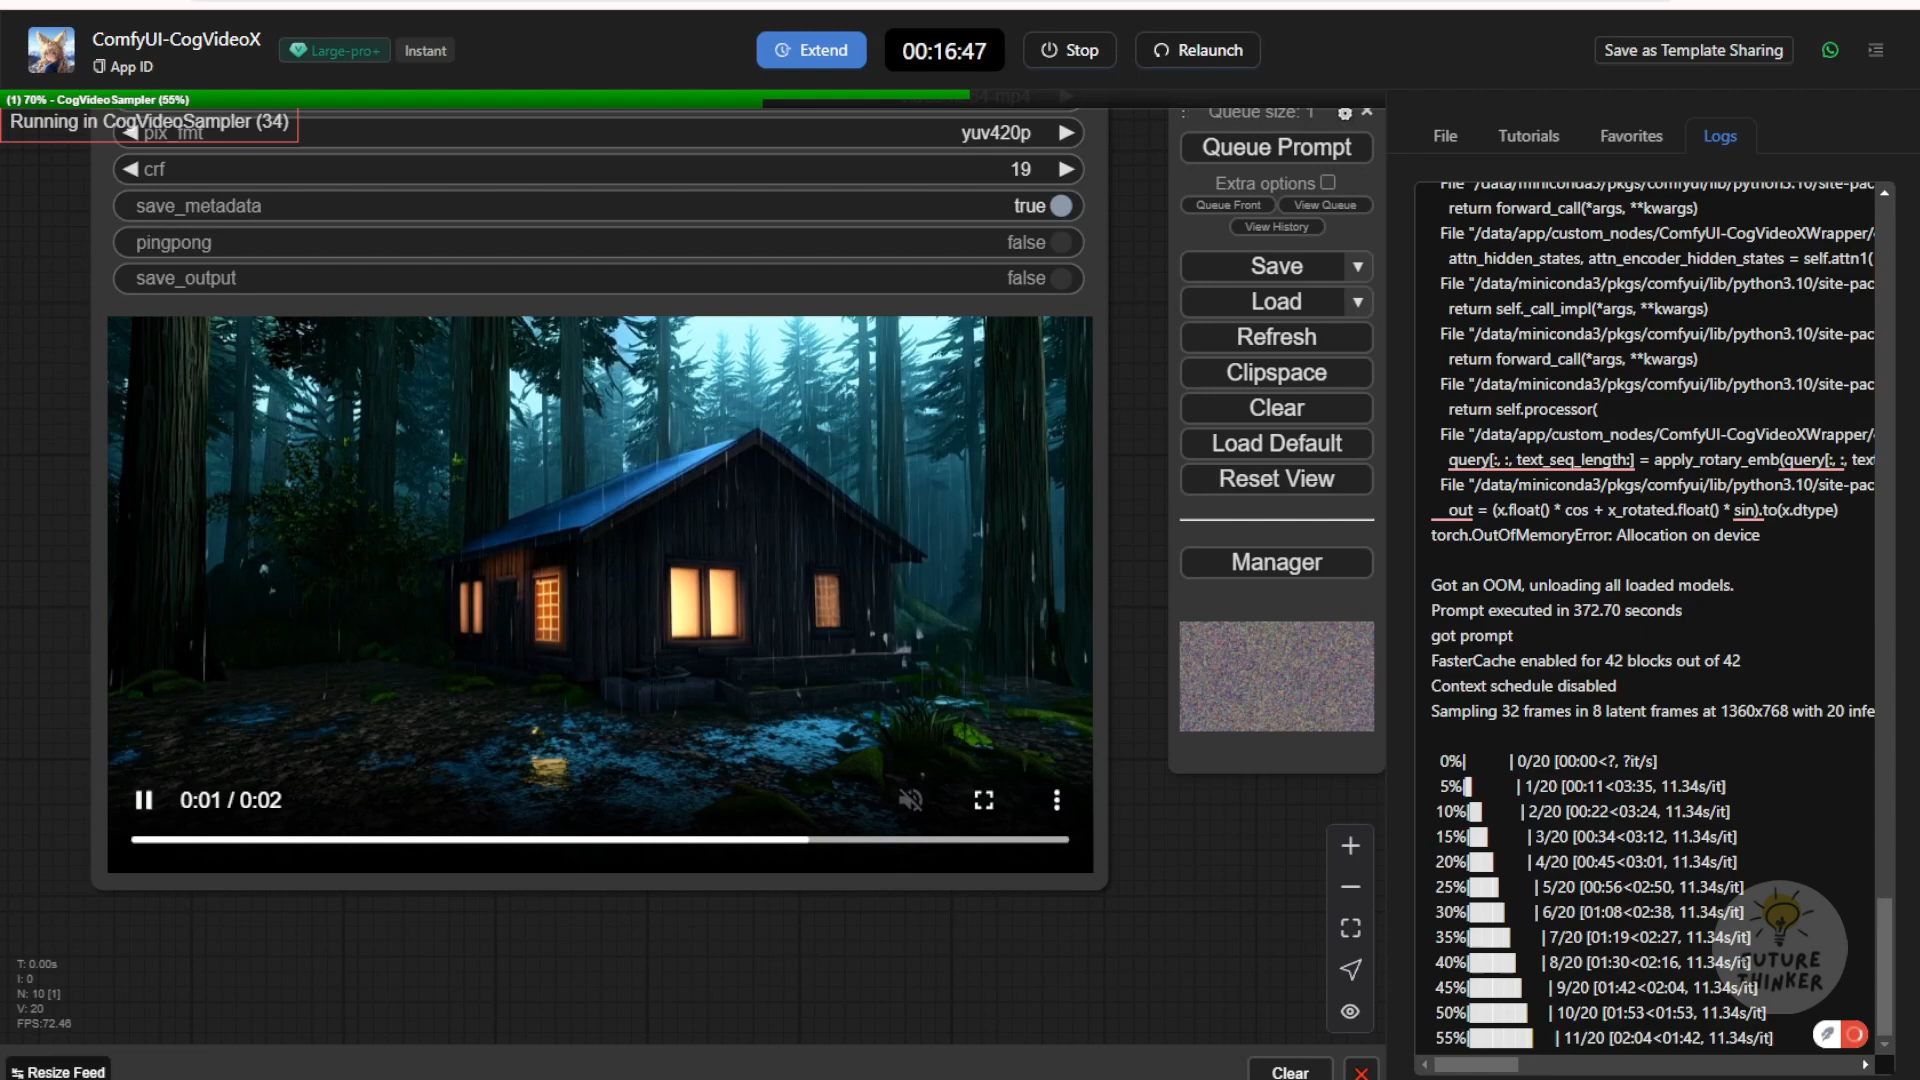 ComfyUI-CogVideoX
App ID
Large-pro+
Instant
Extend
00:16:47
Stop
Relaunch
Save as Template Sharing
(1) 70% - CogVideoSampler (55%)
Running in CogVideoSampler (34)
pix_fmt
yuv420p
crf
19
save_metadata
true
pingpong
false
save_output
false
0:01 / 0:02
Queue size: 1
Queue Prompt
Extra options
Queue Front
View Queue
View History
Save
Load
Refresh
Clipspace
Clear
Load Default
Reset View
Manager
File
Tutorials
Favorites
Logs
File "/data/miniconda3/pkgs/comfyui/lib/python3.10/site-pac
return forward_call(*args, **kwargs)
File "/data/app/custom_nodes/ComfyUI-CogVideoXWrapper/
attn_hidden_states, attn_encoder_hidden_states = self.attn1(
File "/data/miniconda3/pkgs/comfyui/lib/python3.10/site-pac
return self._call_impl(*args, **kwargs)
File "/data/miniconda3/pkgs/comfyui/lib/python3.10/site-pac
return forward_call(*args, **kwargs)
File "/data/miniconda3/pkgs/comfyui/lib/python3.10/site-pac
return self.processor(
File "/data/app/custom_nodes/ComfyUI-CogVideoXWrapper/
query[:, :, text_seq_length:] = apply_rotary_emb(query[:, :, tex
File "/data/miniconda3/pkgs/comfyui/lib/python3.10/site-pac
out = (x.float() * cos + x_rotated.float() * sin).to(x.dtype)
torch.OutOfMemoryError: Allocation on device
Got an OOM, unloading all loaded models.
Prompt executed in 372.70 seconds
got prompt
FasterCache enabled for 42 blocks out of 42
Context schedule disabled
Sampling 32 frames in 8 latent frames at 1360x768 with 20 infe
0%| | 0/20 [00:00<?, ?it/s]
5%| | 1/20 [00:11<03:35, 11.34s/it]
10%| | 2/20 [00:22<03:24, 11.34s/it]
15%| | 3/20 [00:34<03:12, 11.34s/it]
20%| | 4/20 [00:45<03:01, 11.34s/it]
25%| | 5/20 [00:56<02:50, 11.34s/it]
30%| | 6/20 [01:08<02:38, 11.34s/it]
35%| | 7/20 [01:19<02:27, 11.34s/it]
40%| | 8/20 [01:30<02:16, 11.34s/it]
45%| | 9/20 [01:42<02:04, 11.34s/it]
50%| | 10/20 [01:53<01:53, 11.34s/it]
55%| | 11/20 [02:04<01:42, 11.34s/it]
FUTURE
THINKER
T: 0.00s
I: 0
N: 10 [1]
V: 20
FPS:72.46
Resize Feed
Clear